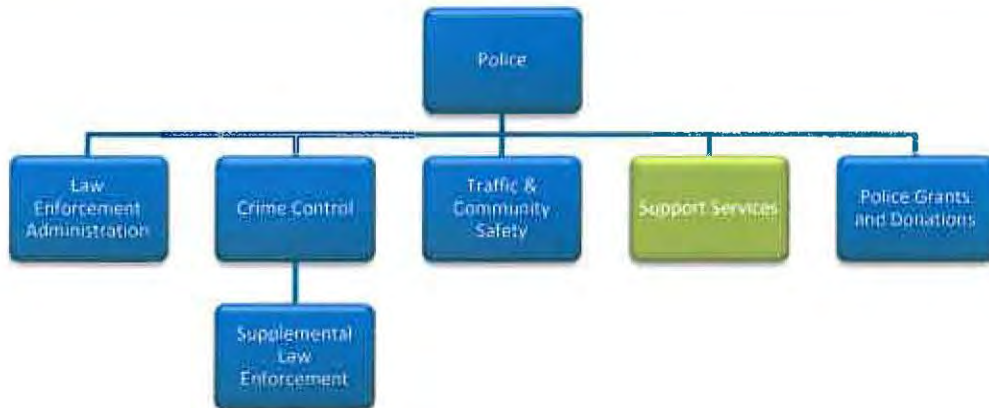 Police
Law
Enforcement
Administration
Crime Control
Traffic &
Community
Safety
Support Services
Police Grants
and Donations
Supplemental
Law
Enforcement